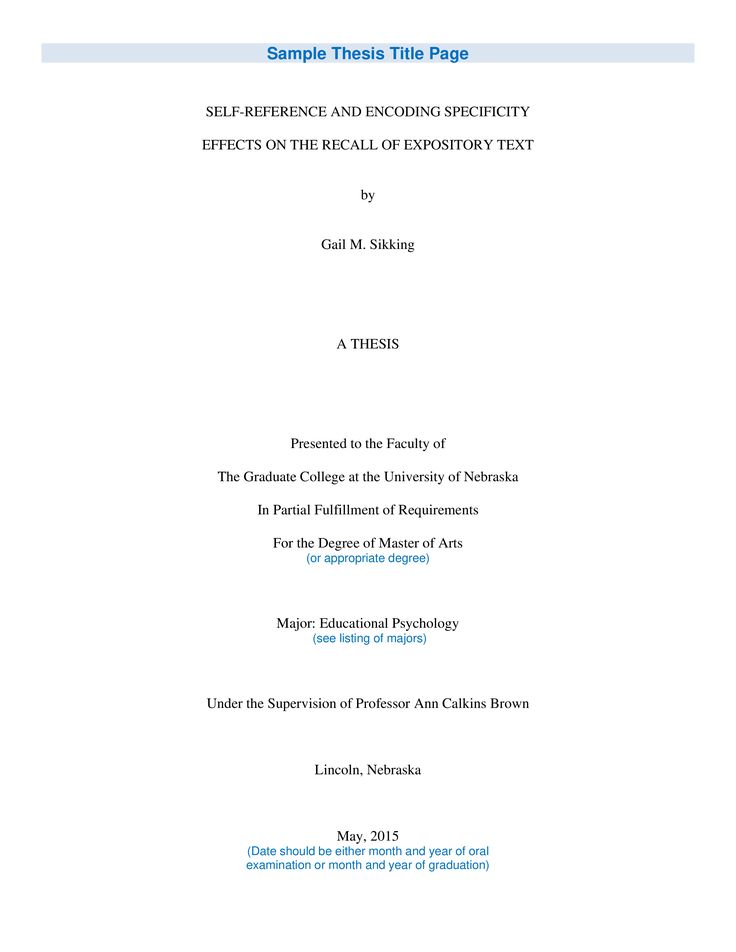 Sample Thesis Title Page
SELF-REFERENCE AND ENCODING SPECIFICITY
EFFECTS ON THE RECALL OF EXPOSITORY TEXT
by
Gail M. Sikking
A THESIS
Presented to the Faculty of
The Graduate College at the University of Nebraska
In Partial Fulfillment of Requirements
For the Degree of Master of Arts
(or appropriate degree)
Major: Educational Psychology
(see listing of majors)
Under the Supervision of Professor Ann Calkins Brown
Lincoln, Nebraska
May, 2015
(Date should be either month and year of oral
examination or month and year of graduation)